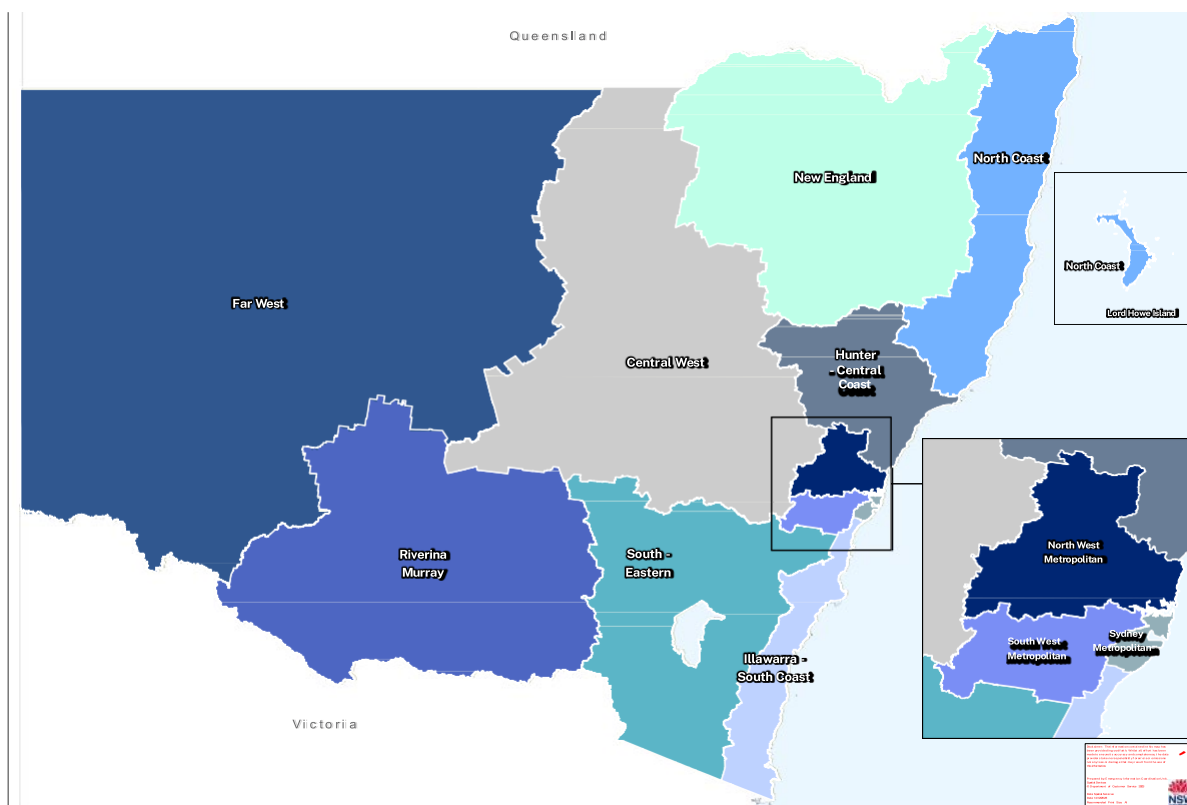 Queensland
North Coast
New England
North Coast
Lord Howe Island
Far West
Central West
Hunter
- Central
Coast
North West
Metropolitan
Riverina
Murray
South -
Eastern
Sydney
Metropolitan
South West
Metropolitan
Illawarra -
South Coast
Victoria
NSW